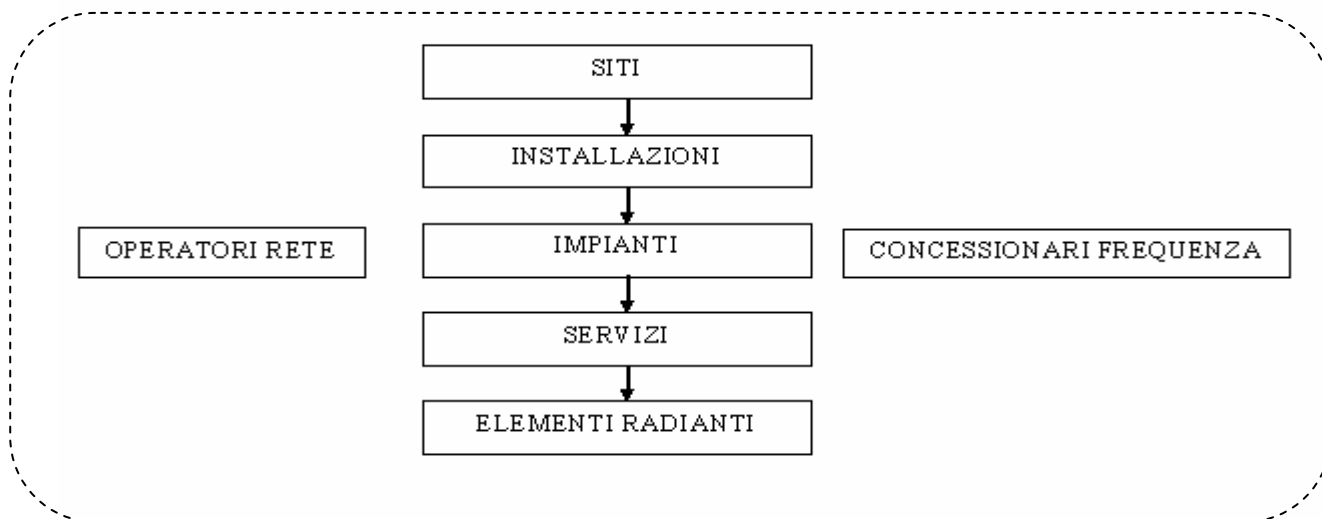 SITI
INSTALLAZIONI
OPERATORI RETE
IMPIANTI
CONCESSIONARI FREQUENZA
SERVIZI
ELEMENTI RADIANTI